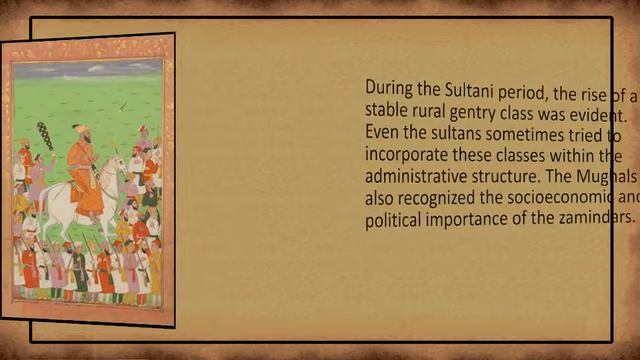 During the Sultani period, the rise of a
stable rural gentry class was evident.
Even the sultans sometimes tried to
incorporate these classes within the
administrative structure. The Mughals
also recognized the socioeconomic and
political importance of the zamindars.